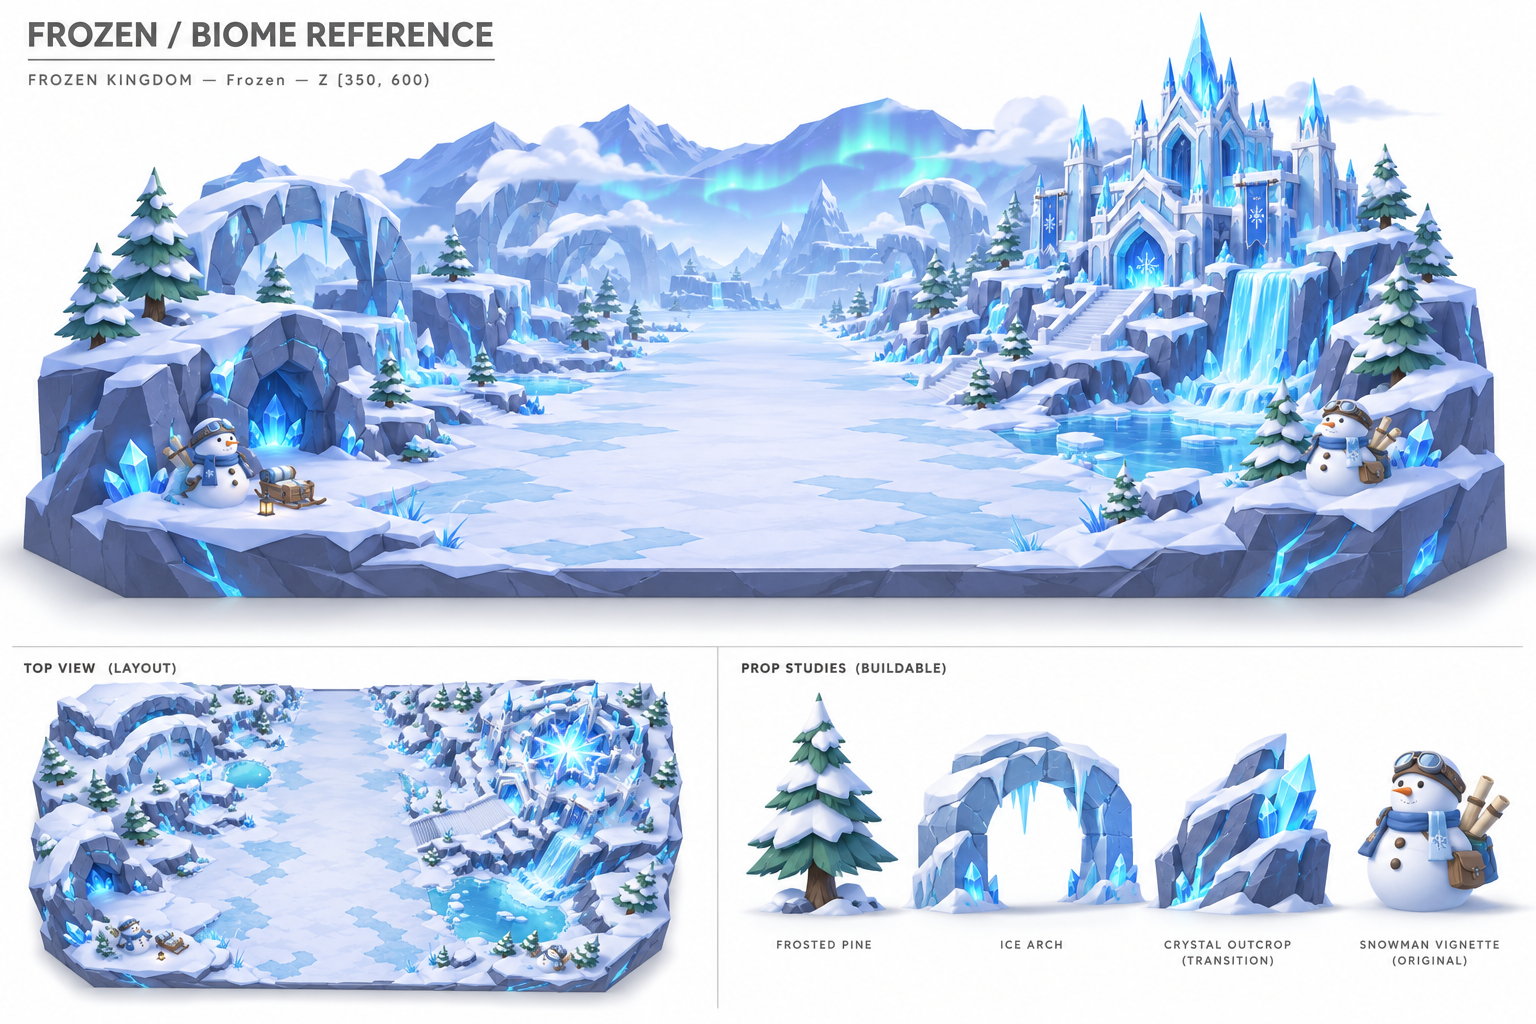 FROZEN / BIOME REFERENCE
FROZEN KINGDOM — Frozen — Z [350, 600)
TOP VIEW (LAYOUT)
PROP STUDIES (BUILDABLE)
FROSTED PINE
ICE ARCH
CRYSTAL OUTCROP
(TRANSITION)
SNOWMAN VIGNETTE
(ORIGINAL)